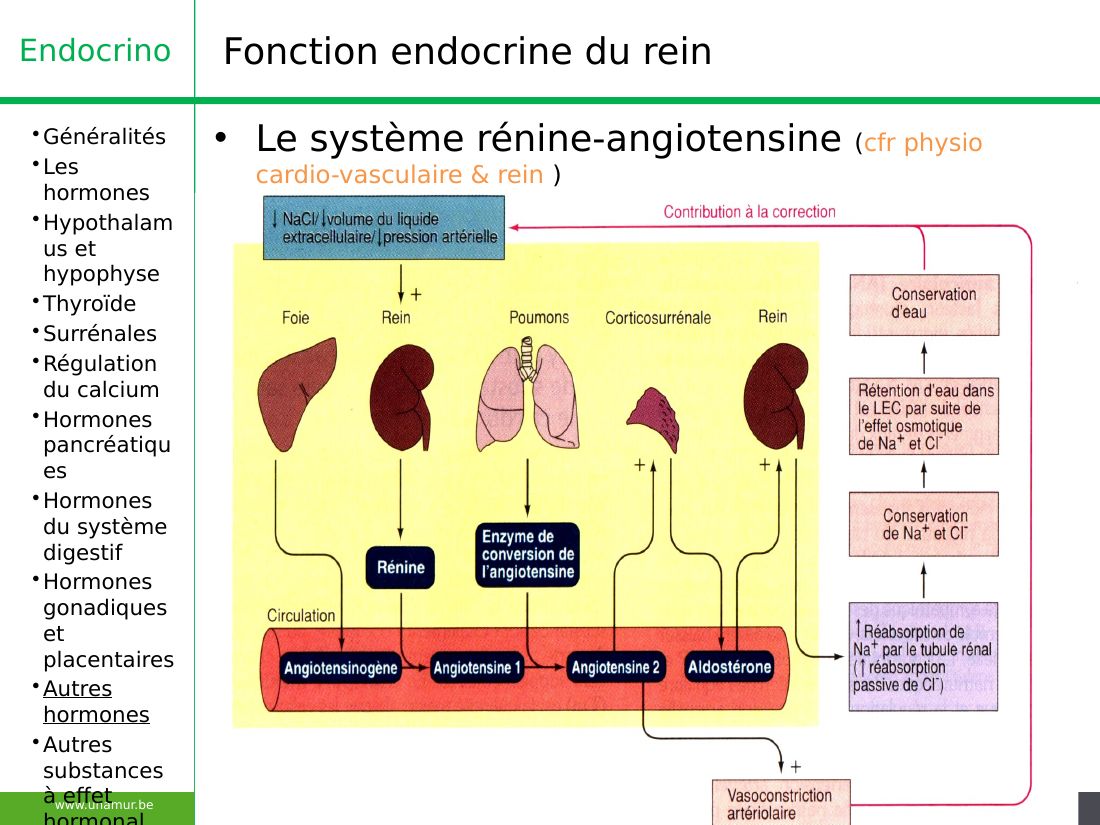 Endocrino
Fonction endocrine du rein
•Généralités
•Les
hormones
•Hypothalam
us et
hypophyse
•Thyroïde
•Surrénales
•Régulation
du calcium
•Hormones
pancréatiqu
es
•Hormones
du système
digestif
•Hormones
gonadiques
et
placentaires
•Autres
hormones
•Autres
substances
à effet
hormonal
www.unamur.be
• Le système rénine-angiotensine (cfr physio
cardio-vasculaire & rein )
↓ NaCl/↓volume du liquide
extracellulaire/↓pression artérielle
Contribution à la correction
+
Foie
Rein
Poumons
Corticosurrénale
Rein
Conservation
d'eau
Rétention d'eau dans
le LEC par suite de
l'effet osmotique
de Na⁺ et Cl⁻
+
+
Conservation
de Na⁺ et Cl⁻
Rénine
Enzyme de
conversion de
l'angiotensine
Circulation
Angiotensinogène
Angiotensine 1
Angiotensine 2
Aldostérone
↑Réabsorption de
Na⁺ par le tubule rénal
(↑réabsorption
passive de Cl⁻)
+
Vasoconstriction
artériolaire